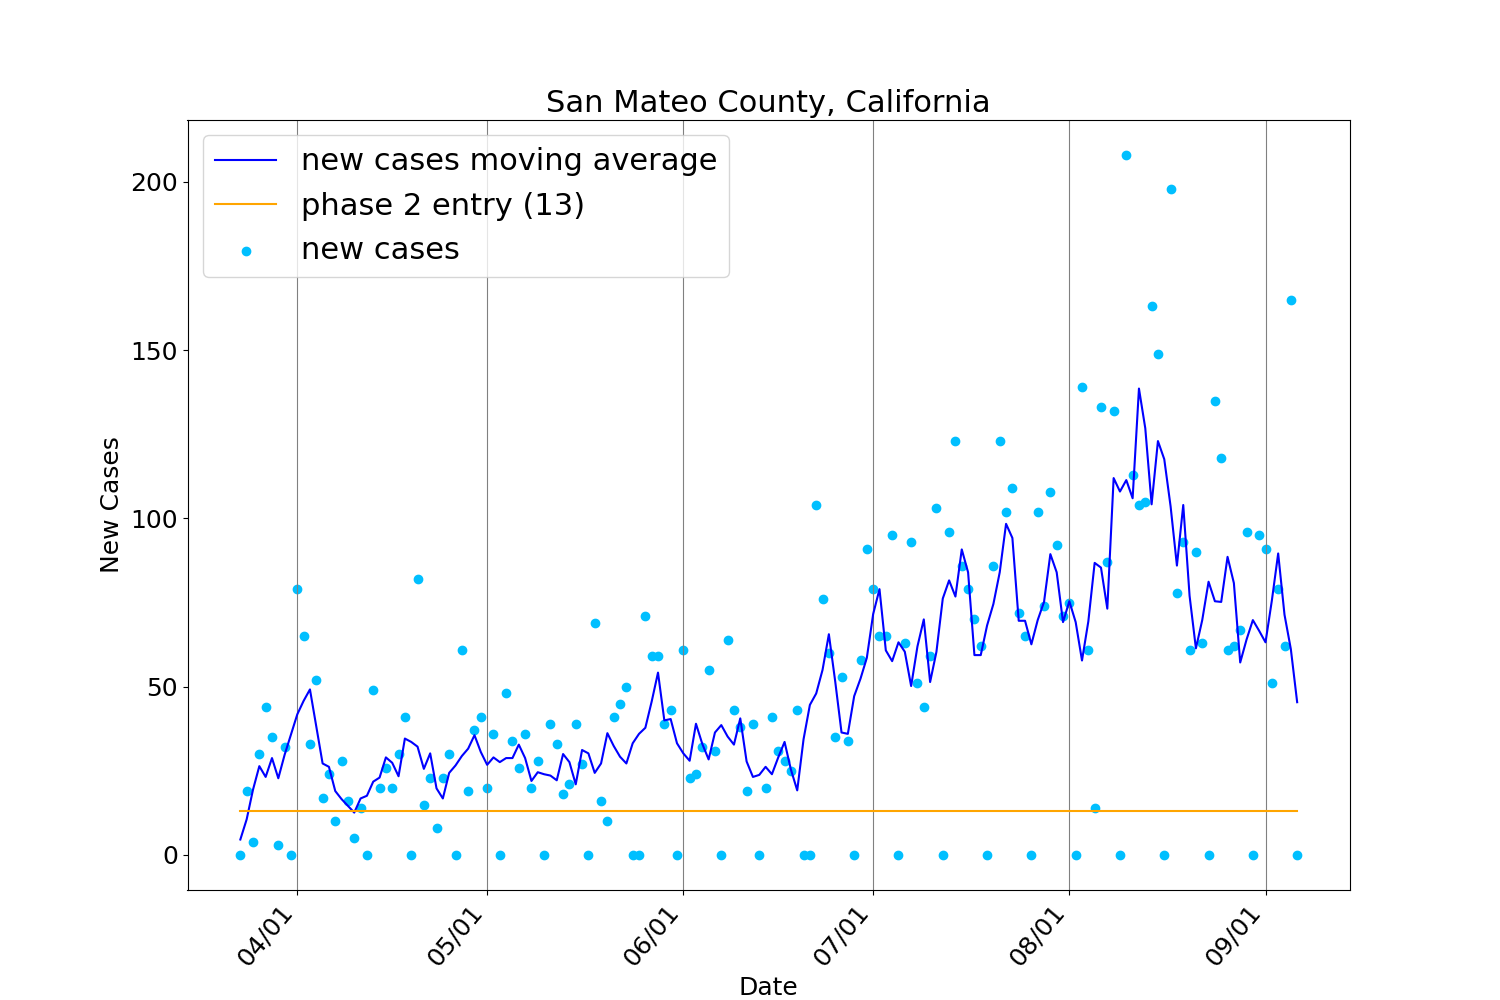 San Mateo County, California
new cases moving average
phase 2 entry (13)
new cases
200
150
100
50
0
New Cases
04/01
05/01
06/01
07/01
08/01
09/01
Date